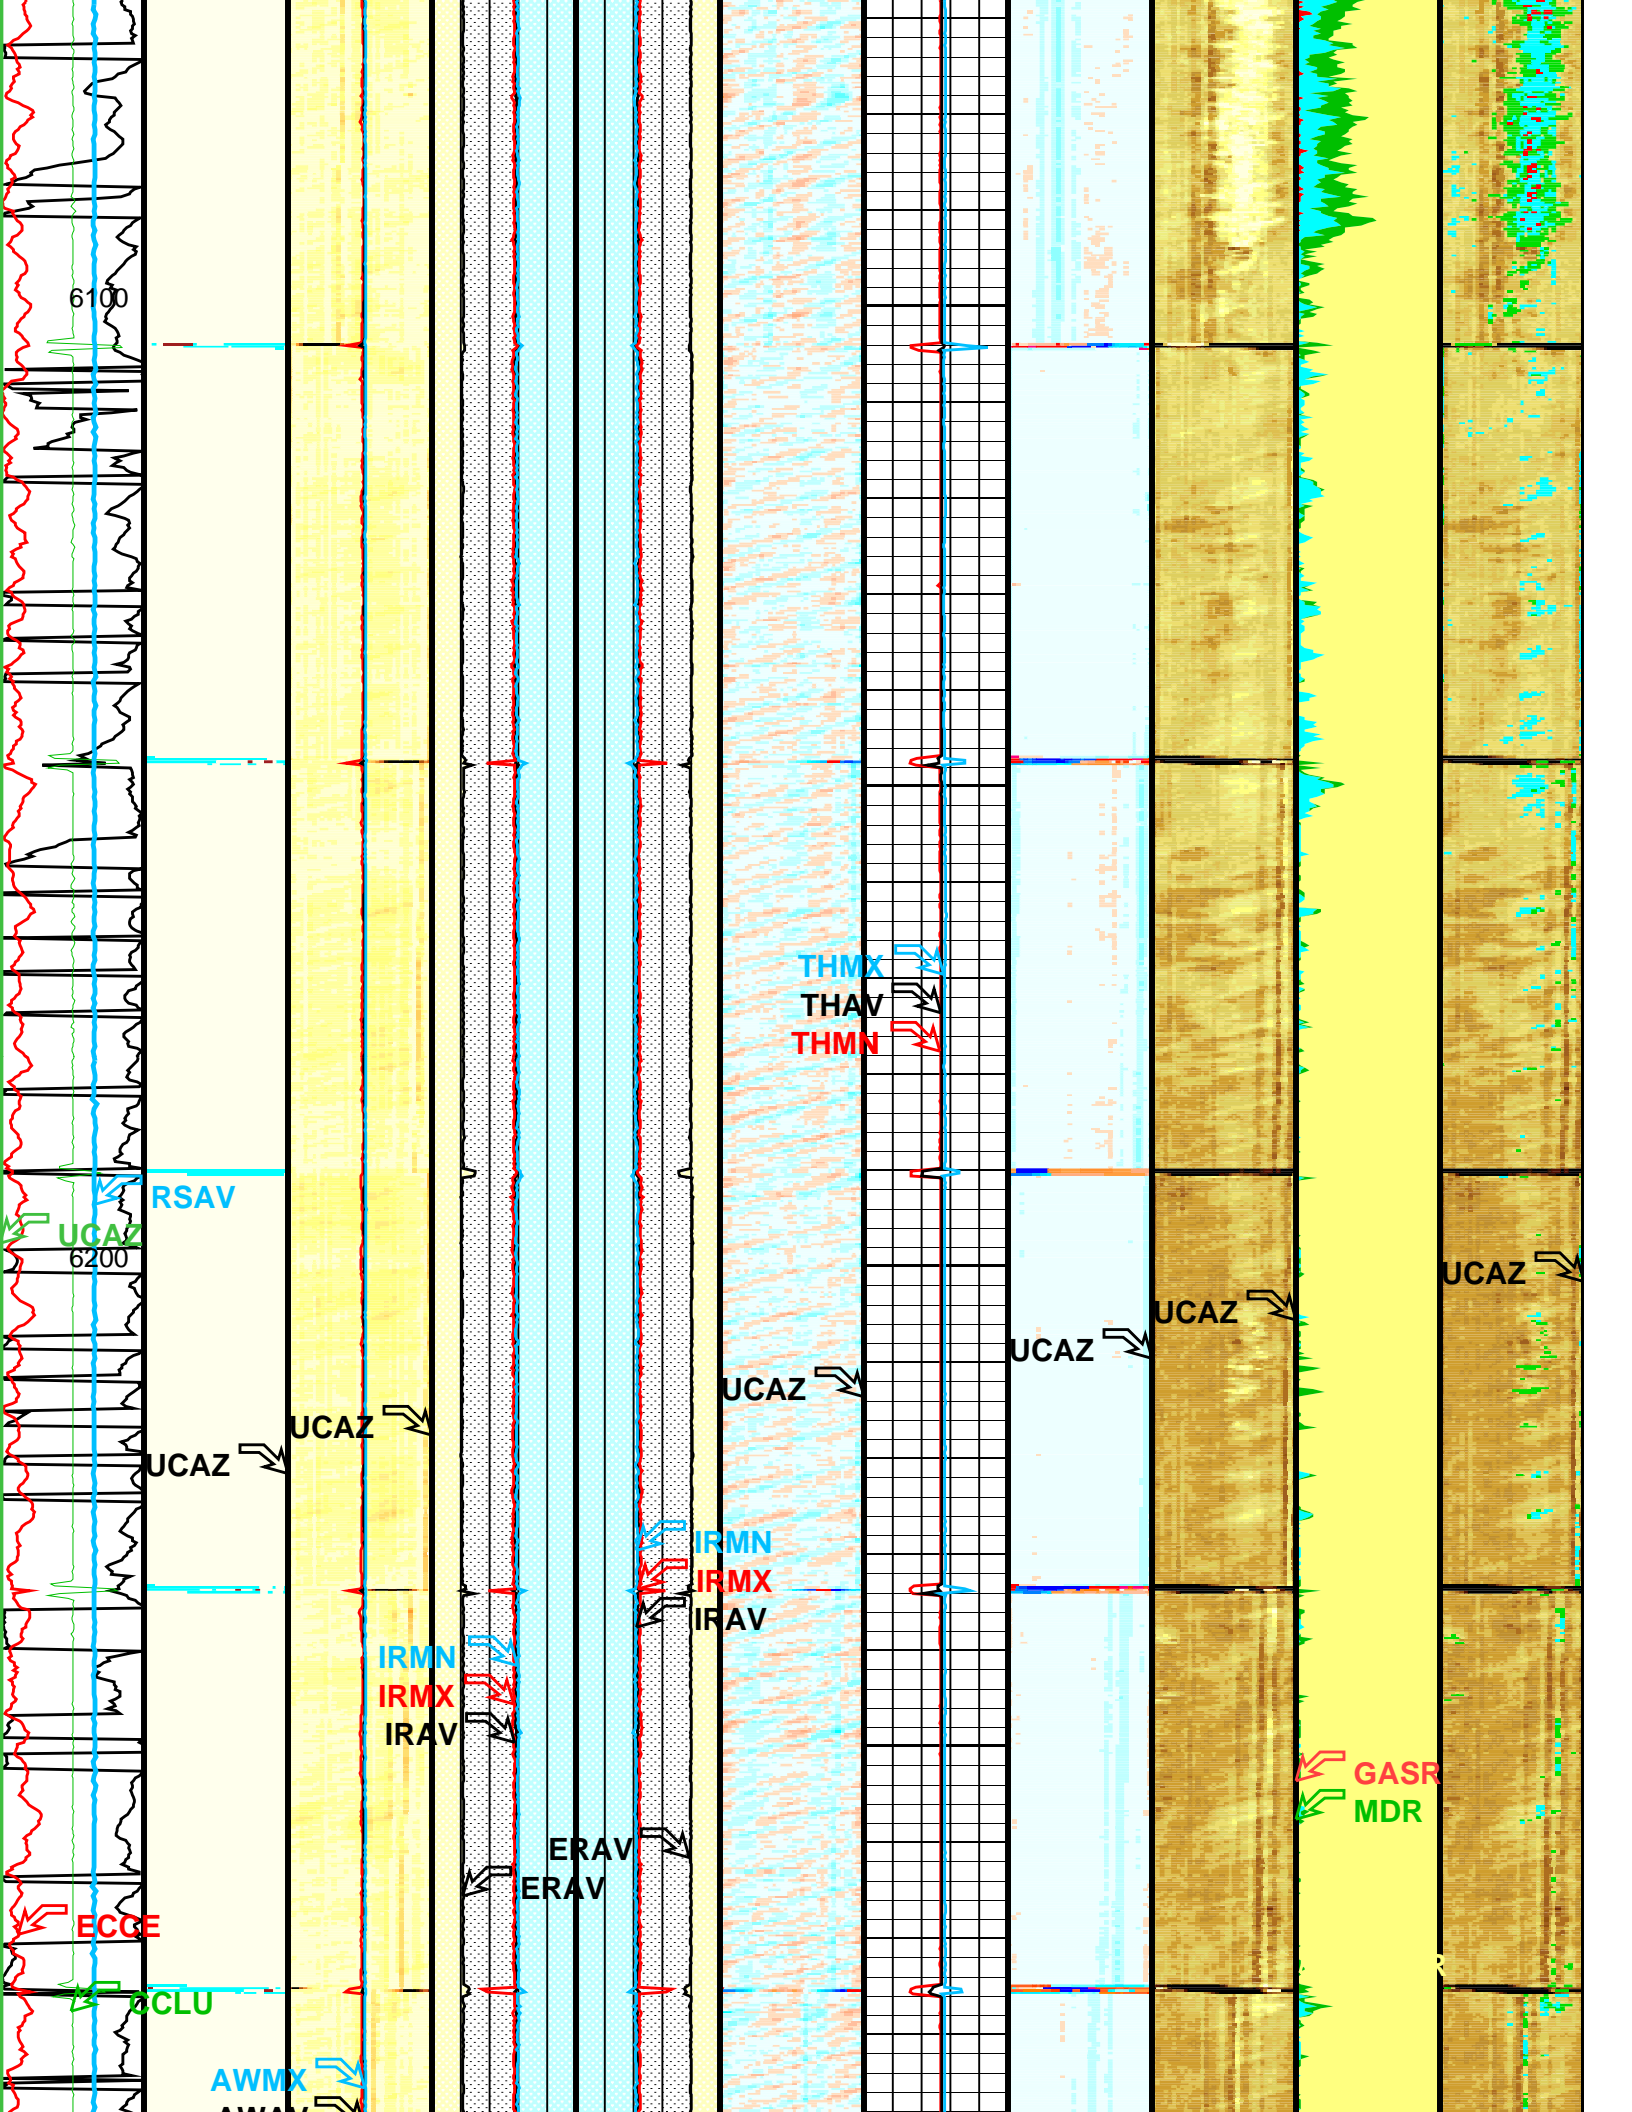 6100
THMX
THAV
THMN
RSAV
UCAZ
6200
UCAZ
UCAZ
UCAZ
UCAZ
UCAZ
UCAZ
IRMN
IRMX
IRAV
IRMN
IRMX
IRAV
GASR
MDR
ERAV
ERAV
ECCE
R
CCLU
AWMX
AWAV